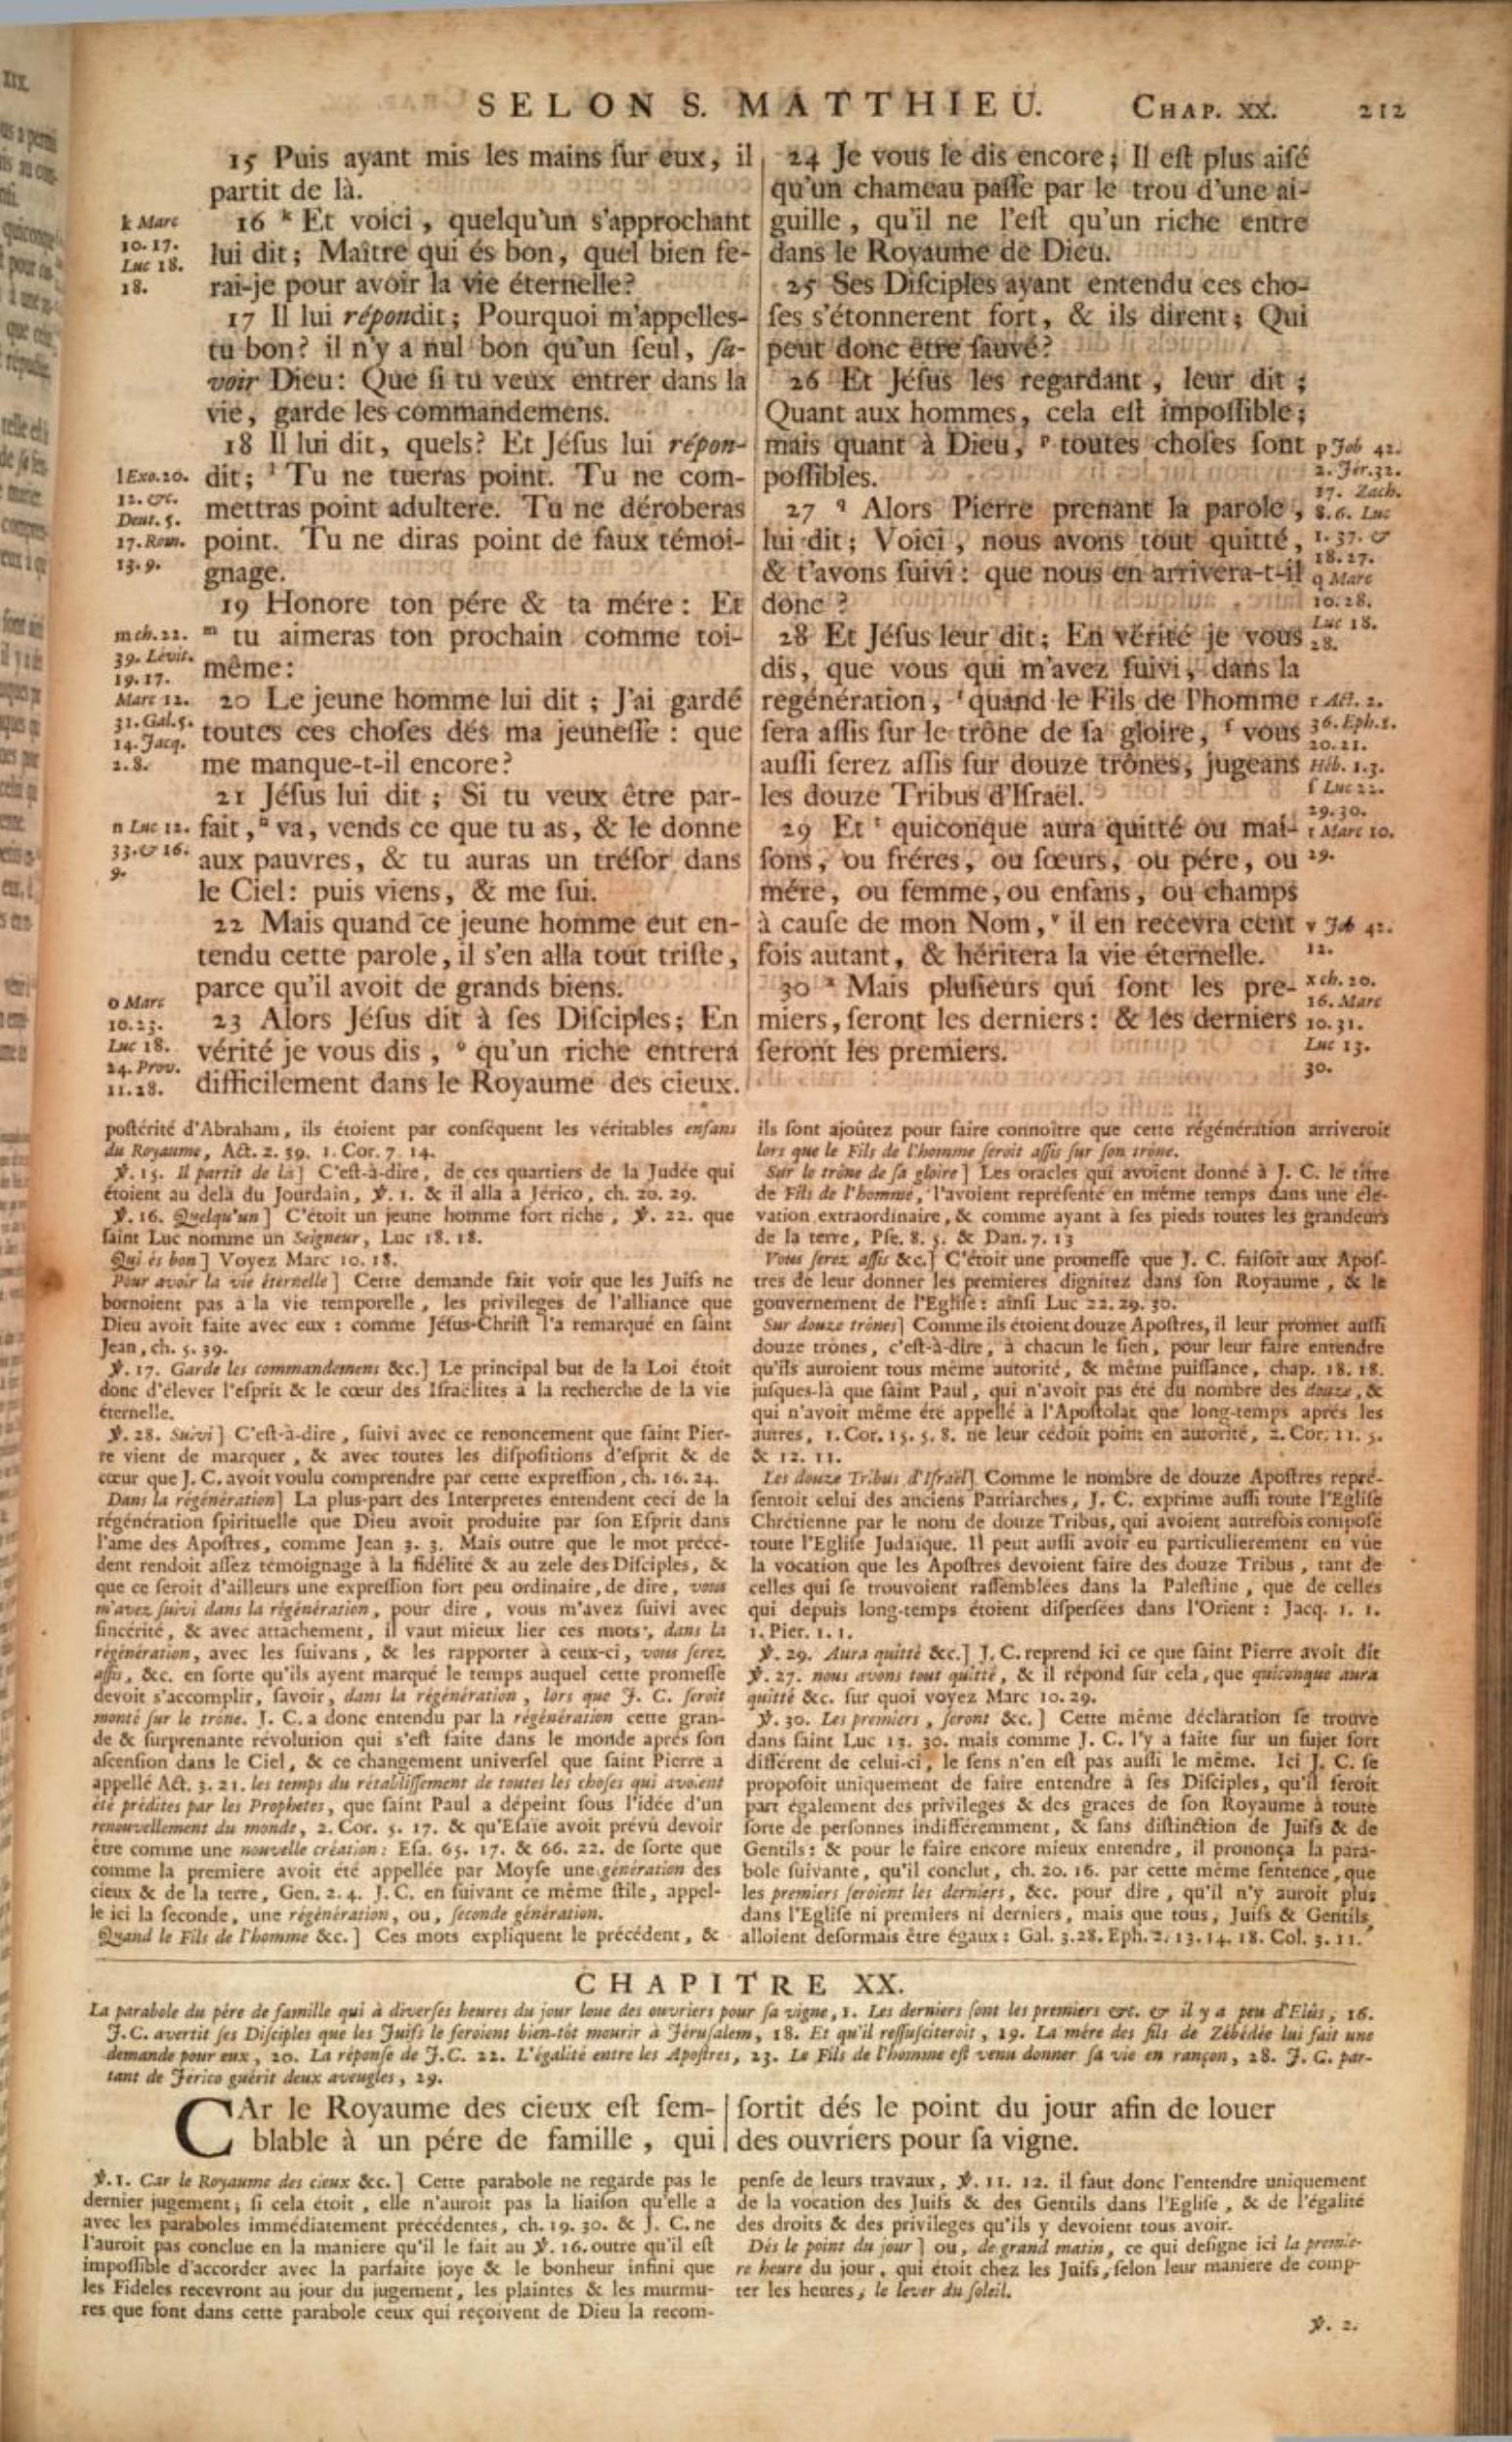 SELON S. MATTHIEU. CHAP. XX. 212
15 Puis ayant mis les mains ſur eux, il
partit de là.
16 k Et voici, quelqu'un s'approchant
lui dit; Maître qui és bon, quel bien fe-
rai-je pour avoir la vie éternelle?
17 Il lui répondit; Pourquoi m'appelles-
tu bon? il n'y a nul bon qu'un ſeul, ſa-
voir Dieu: Que ſi tu veux entrer dans la
vie, garde les commandemens.
18 Il lui dit, quels? Et Jéſus lui répon-
dit; l Tu ne tueras point. Tu ne com-
mettras point adultere. Tu ne déroberas
point. Tu ne diras point de faux témoi-
gnage.
19 Honore ton pére & ta mére: Et
m tu aimeras ton prochain comme toi-
même:
20 Le jeune homme lui dit; J'ai gardé
toutes ces choſes dés ma jeuneſſe: que
me manque-t-il encore?
21 Jéſus lui dit; Si tu veux être par-
fait, n va, vends ce que tu as, & le donne
aux pauvres, & tu auras un tréſor dans
le Ciel: puis viens, & me ſui.
22 Mais quand ce jeune homme eut en-
tendu cette parole, il s'en alla tout triſte,
parce qu'il avoit de grands biens.
23 Alors Jéſus dit à ſes Diſciples; En
vérité je vous dis, o qu'un riche entrera
difficilement dans le Royaume des cieux.
k Marc
10. 17.
Luc 18.
18.
l Exo. 20.
12. &c.
Deut. 5.
17. Rom.
13. 9.
m ch. 22.
39. Lévit.
19. 17.
Marc 12.
31. Gal. 5.
14. Jacq.
2. 8.
n Luc 12.
33. & 16.
9.
o Marc
10. 23.
Luc 18.
24. Prov.
11. 28.
24 Je vous le dis encore; Il eſt plus aiſé
qu'un chameau paſſe par le trou d'une ai-
guille, qu'il ne l'eſt qu'un riche entre
dans le Royaume de Dieu.
25 Ses Diſciples ayant entendu ces cho-
ſes s'étonnerent fort, & ils dirent; Qui
peut donc être ſauvé?
26 Et Jéſus les regardant, leur dit;
Quant aux hommes, cela eſt impoſſible;
mais quant à Dieu, p toutes choſes ſont
poſſibles.
27 q Alors Pierre prenant la parole,
lui dit; Voici, nous avons tout quitté,
& t'avons ſuivi: que nous en arrivera-t-il
donc?
28 Et Jéſus leur dit; En vérité je vous
dis, que vous qui m'avez ſuivi, dans la
regénération, r quand le Fils de l'homme
ſera aſſis ſur le trône de ſa gloire, ſ vous
auſſi ſerez aſſis ſur douze trônes, jugeans
les douze Tribus d'Iſraël.
29 Et t quiconque aura quitté ou mai-
ſons, ou fréres, ou ſœurs, ou pére, ou
mére, ou femme, ou enfans, ou champs
à cauſe de mon Nom, v il en recevra cent
fois autant, & héritera la vie éternelle.
30 x Mais pluſieurs qui ſont les pre-
miers, ſeront les derniers: & les derniers
ſeront les premiers.
p Job 42.
2. Jér. 32.
17. Zach.
8. 6. Luc
1. 37. &
18. 27.
q Marc
10. 28.
Luc 18.
28.
r Act. 2.
36. Eph. 1.
20. 21.
Héb. 1. 3.
ſ Luc 22.
29. 30.
t Marc 10.
29.
v Job 42.
12.
x ch. 20.
16. Marc
10. 31.
Luc 13.
30.
poſtérité d'Abraham, ils étoient par conſéquent les véritables enfans
du Royaume, Act. 2. 39. 1. Cor. 7. 14.
℣. 15. Il partit de là] C'eſt-à-dire, de ces quartiers de la Judée qui
étoient au delà du Jourdain, ℣. 1. & il alla à Jérico, ch. 20. 29.
℣. 16. Quelqu'un] C'étoit un jeune homme fort riche, ℣. 22. que
ſaint Luc nomme un Seigneur, Luc 18. 18.
Qui és bon] Voyez Marc 10. 18.
Pour avoir la vie éternelle] Cette demande fait voir que les Juifs ne
bornoient pas à la vie temporelle, les privileges de l'alliance que
Dieu avoit faite avec eux: comme Jéſus-Chriſt l'a remarqué en ſaint
Jean, ch. 5. 39.
℣. 17. Garde les commandemens &c.] Le principal but de la Loi étoit
donc d'élever l'eſprit & le cœur des Iſraëlites à la recherche de la vie
éternelle.
℣. 28. Suivi] C'eſt-à-dire, ſuivi avec ce renoncement que ſaint Pier-
re vient de marquer, & avec toutes les diſpoſitions d'eſprit & de
cœur que J. C. avoit voulu comprendre par cette expreſſion, ch. 16. 24.
Dans la régénération] La plus-part des Interpretes entendent ceci de la
régénération ſpirituelle que Dieu avoit produite par ſon Eſprit dans
l'ame des Apoſtres, comme Jean 3. 3. Mais outre que le mot précé-
dent rendoit aſſez témoignage à la fidélité & au zele des Diſciples, &
que ce ſeroit d'ailleurs une expreſſion fort peu ordinaire, de dire, vous
m'avez ſuivi dans la régénération, pour dire, vous m'avez ſuivi avec
ſincérité, & avec attachement, il vaut mieux lier ces mots, dans la
régénération, avec les ſuivans, & les rapporter à ceux-ci, vous ſerez
aſſis, &c. en ſorte qu'ils ayent marqué le temps auquel cette promeſſe
devoit s'accomplir, ſavoir, dans la régénération, lors que J. C. ſeroit
monté ſur le trône. J. C. a donc entendu par la régénération cette gran-
de & ſurprenante révolution qui s'eſt faite dans le monde aprés ſon
aſcenſion dans le Ciel, & ce changement univerſel que ſaint Pierre a
appellé Act. 3. 21. les temps du rétabliſſement de toutes les choſes qui avoient
été prédites par les Prophetes, que ſaint Paul a dépeint ſous l'idée d'un
renouvellement du monde, 2. Cor. 5. 17. & qu'Eſaïe avoit prévû devoir
être comme une nouvelle création: Eſa. 65. 17. & 66. 22. de ſorte que
comme la premiere avoit été appellée par Moyſe une génération des
cieux & de la terre, Gen. 2. 4. J. C. en ſuivant ce même ſtile, appel-
le ici la ſeconde, une régénération, ou, ſeconde génération.
Quand le Fils de l'homme &c.] Ces mots expliquent le précédent, &
ils ſont ajoûtez pour faire connoître que cette régénération arriveroit
lors que le Fils de l'homme ſeroit aſſis ſur ſon trône.
Sur le trône de ſa gloire] Les oracles qui avoient donné à J. C. le titre
de Fils de l'homme, l'avoient repréſenté en même temps dans une éle-
vation extraordinaire, & comme ayant à ſes pieds toutes les grandeurs
de la terre, Pſe. 8. 5. & Dan. 7. 13
Vous ſerez aſſis &c.] C'étoit une promeſſe que J. C. faiſoit aux Apoſ-
tres de leur donner les premieres dignitez dans ſon Royaume, & le
gouvernement de l'Egliſe: ainſi Luc 22. 29. 30.
Sur douze trônes] Comme ils étoient douze Apoſtres, il leur promet auſſi
douze trônes, c'eſt-à-dire, à chacun le ſien, pour leur faire entendre
qu'ils auroient tous même autorité, & même puiſſance, chap. 18. 18.
juſques-là que ſaint Paul, qui n'avoit pas été du nombre des douze, &
qui n'avoit même été appellé à l'Apoſtolat que long-temps aprés les
autres, 1. Cor. 15. 5. 8. ne leur cédoit point en autorité, 2. Cor. 11. 5.
& 12. 11.
Les douze Tribus d'Iſraël] Comme le nombre de douze Apoſtres repré-
ſentoit celui des anciens Patriarches, J. C. exprime auſſi toute l'Egliſe
Chrétienne par le nom de douze Tribus, qui avoient autrefois compoſé
toute l'Egliſe Judaïque. Il peut auſſi avoir eu particulierement en vûe
la vocation que les Apoſtres devoient faire des douze Tribus, tant de
celles qui ſe trouvoient raſſemblées dans la Paleſtine, que de celles
qui depuis long-temps étoient diſperſées dans l'Orient: Jacq. 1. 1.
1. Pier. 1. 1.
℣. 29. Aura quitté &c.] J. C. reprend ici ce que ſaint Pierre avoit dit
℣. 27. nous avons tout quitté, & il répond ſur cela, que quiconque aura
quitté &c. ſur quoi voyez Marc 10. 29.
℣. 30. Les premiers, ſeront &c.] Cette même déclaration ſe trouve
dans ſaint Luc 13. 30. mais comme J. C. l'y a faite ſur un ſujet fort
différent de celui-ci, le ſens n'en eſt pas auſſi le même. Ici J. C. ſe
propoſoit uniquement de faire entendre à ſes Diſciples, qu'il feroit
part également des privileges & des graces de ſon Royaume à toute
ſorte de perſonnes indifféremment, & ſans diſtinction de Juifs & de
Gentils: & pour le faire encore mieux entendre, il prononça la para-
bole ſuivante, qu'il conclut, ch. 20. 16. par cette même ſentence, que
les premiers ſeroient les derniers, &c. pour dire, qu'il n'y auroit plus
dans l'Egliſe ni premiers ni derniers, mais que tous, Juifs & Gentils,
alloient deſormais être égaux: Gal. 3. 28. Eph. 2. 13. 14. 18. Col. 3. 11.
CHAPITRE XX.
La parabole du pére de famille qui à diverſes heures du jour loue des ouvriers pour ſa vigne, 1. Les derniers ſont les premiers &c. & il y a peu d'Elûs, 16.
J. C. avertit ſes Diſciples que les Juifs le feroient bien-tôt mourir à Jéruſalem, 18. Et qu'il reſſuſciteroit, 19. La mére des fils de Zébédée lui fait une
demande pour eux, 20. La réponſe de J. C. 22. L'égalité entre les Apoſtres, 23. Le Fils de l'homme eſt venu donner ſa vie en rançon, 28. J. C. par-
tant de Jérico guérit deux aveugles, 29.
CAr le Royaume des cieux eſt ſem-
blable à un pére de famille, qui
ſortit dés le point du jour afin de louer
des ouvriers pour ſa vigne.
℣. 1. Car le Royaume des cieux &c.] Cette parabole ne regarde pas le
dernier jugement; ſi cela étoit, elle n'auroit pas la liaiſon qu'elle a
avec les paraboles immédiatement précédentes, ch. 19. 30. & J. C. ne
l'auroit pas conclue en la maniere qu'il le fait au ℣. 16. outre qu'il eſt
impoſſible d'accorder avec la parfaite joye & le bonheur infini que
les Fideles recevront au jour du jugement, les plaintes & les murmu-
res que font dans cette parabole ceux qui reçoivent de Dieu la recom-
penſe de leurs travaux, ℣. 11. 12. il faut donc l'entendre uniquement
de la vocation des Juifs & des Gentils dans l'Egliſe, & de l'égalité
des droits & des privileges qu'ils y devoient tous avoir.
Dés le point du jour] ou, de grand matin, ce qui deſigne ici la premie-
re heure du jour, qui étoit chez les Juifs, ſelon leur maniere de comp-
ter les heures, le lever du ſoleil.
℣. 2.